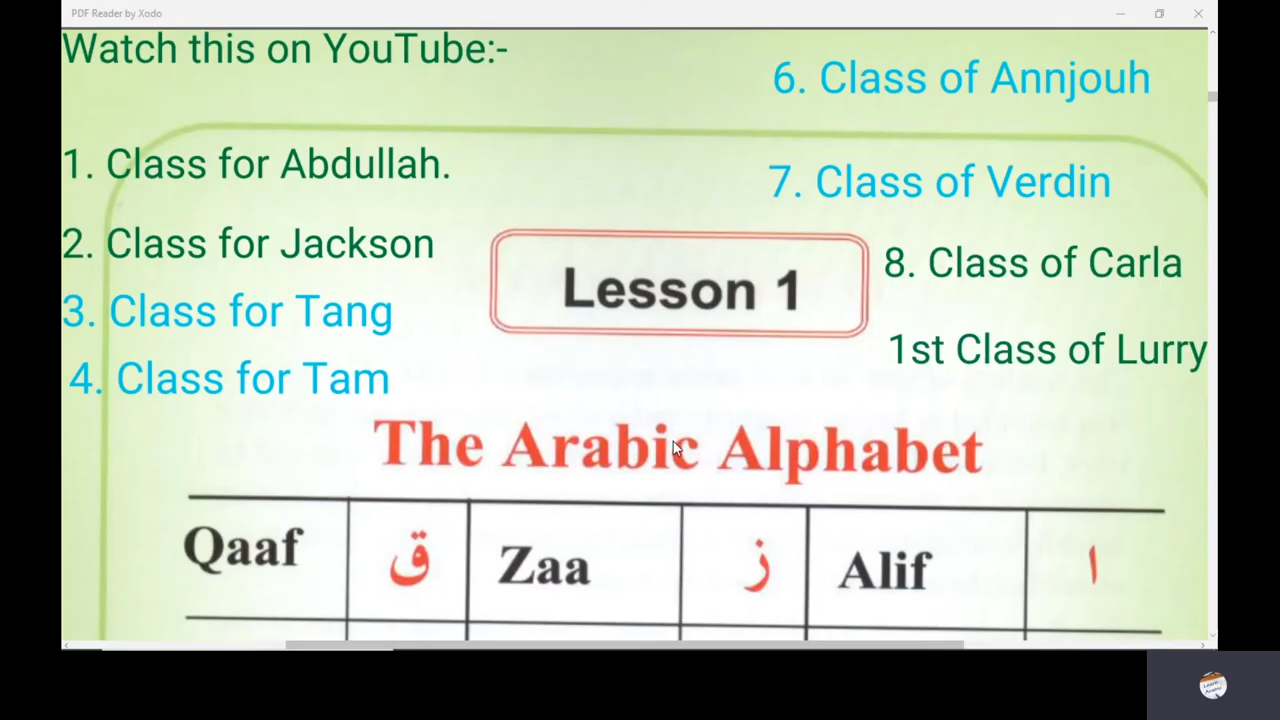 PDF Reader by Xodo
Watch this on YouTube:-
1. Class for Abdullah.
2. Class for Jackson
3. Class for Tang
4. Class for Tam
6. Class of Annjouh
7. Class of Verdin
8. Class of Carla
1st Class of Lurry
Lesson 1
The Arabic Alphabet
Qaaf ق Zaa ز Alif ا
Learn Arabic